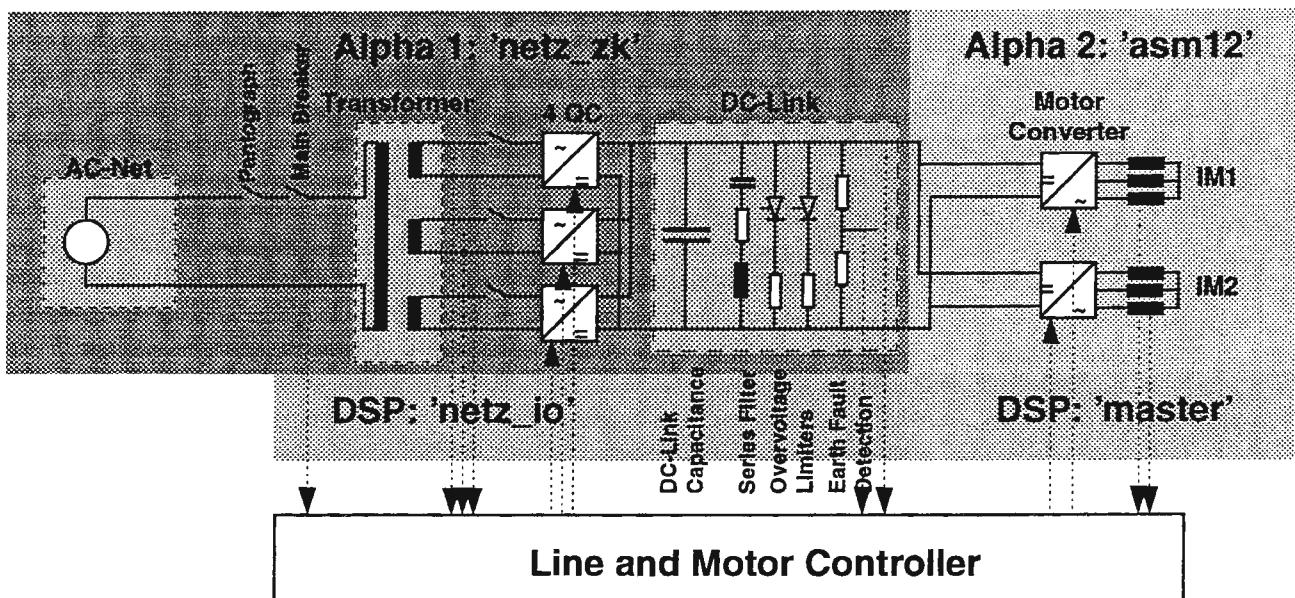 Alpha 1: 'netz_zk'
Alpha 2: 'asm12'
Pantograph
Main Breaker
Transformer
4 QC
DC-Link
Motor
Converter
AC-Net
~
=
~
=
~
=
=
~
=
~
IM1
IM2
DSP: 'netz_io'
DC-Link
Capacitance
Series Filter
Overvoltage
Limiters
Earth Fault
Detection
DSP: 'master'
Line and Motor Controller